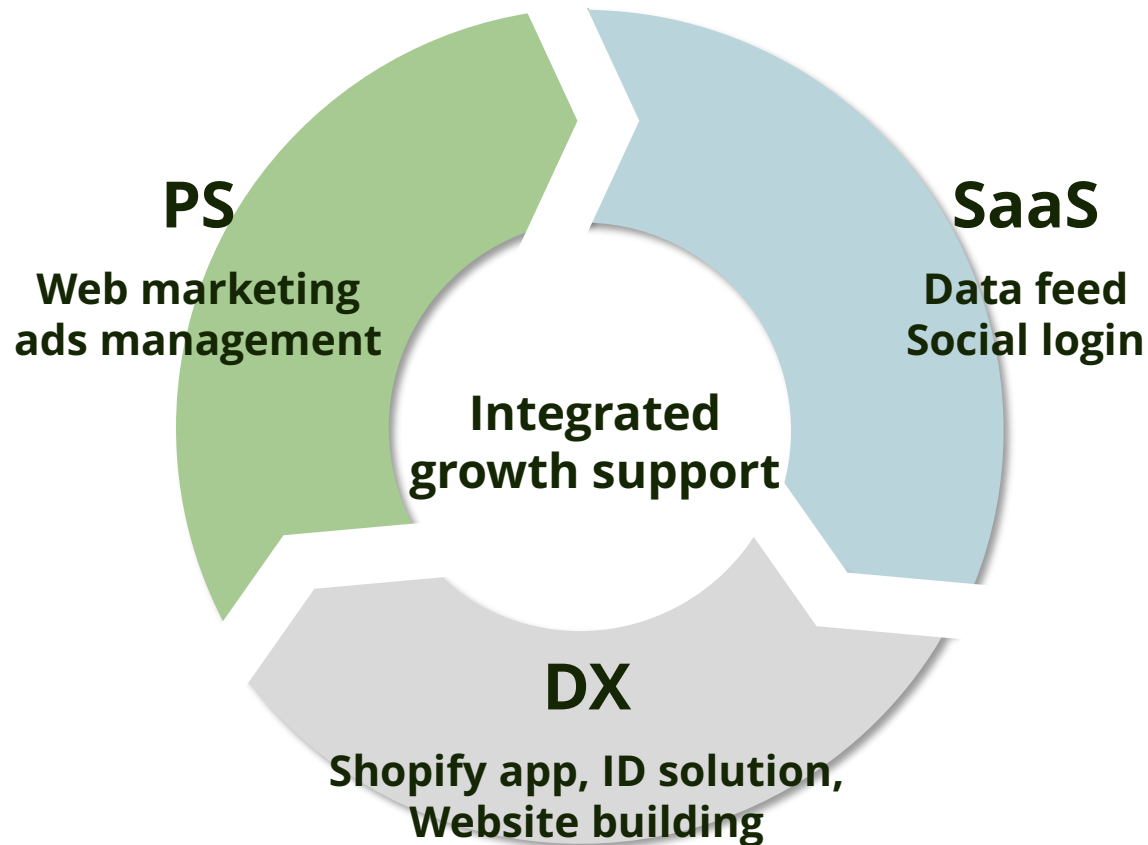 PS
Web marketing
ads management
SaaS
Data feed
Social login
Integrated
growth support
DX
Shopify app, ID solution,
Website building